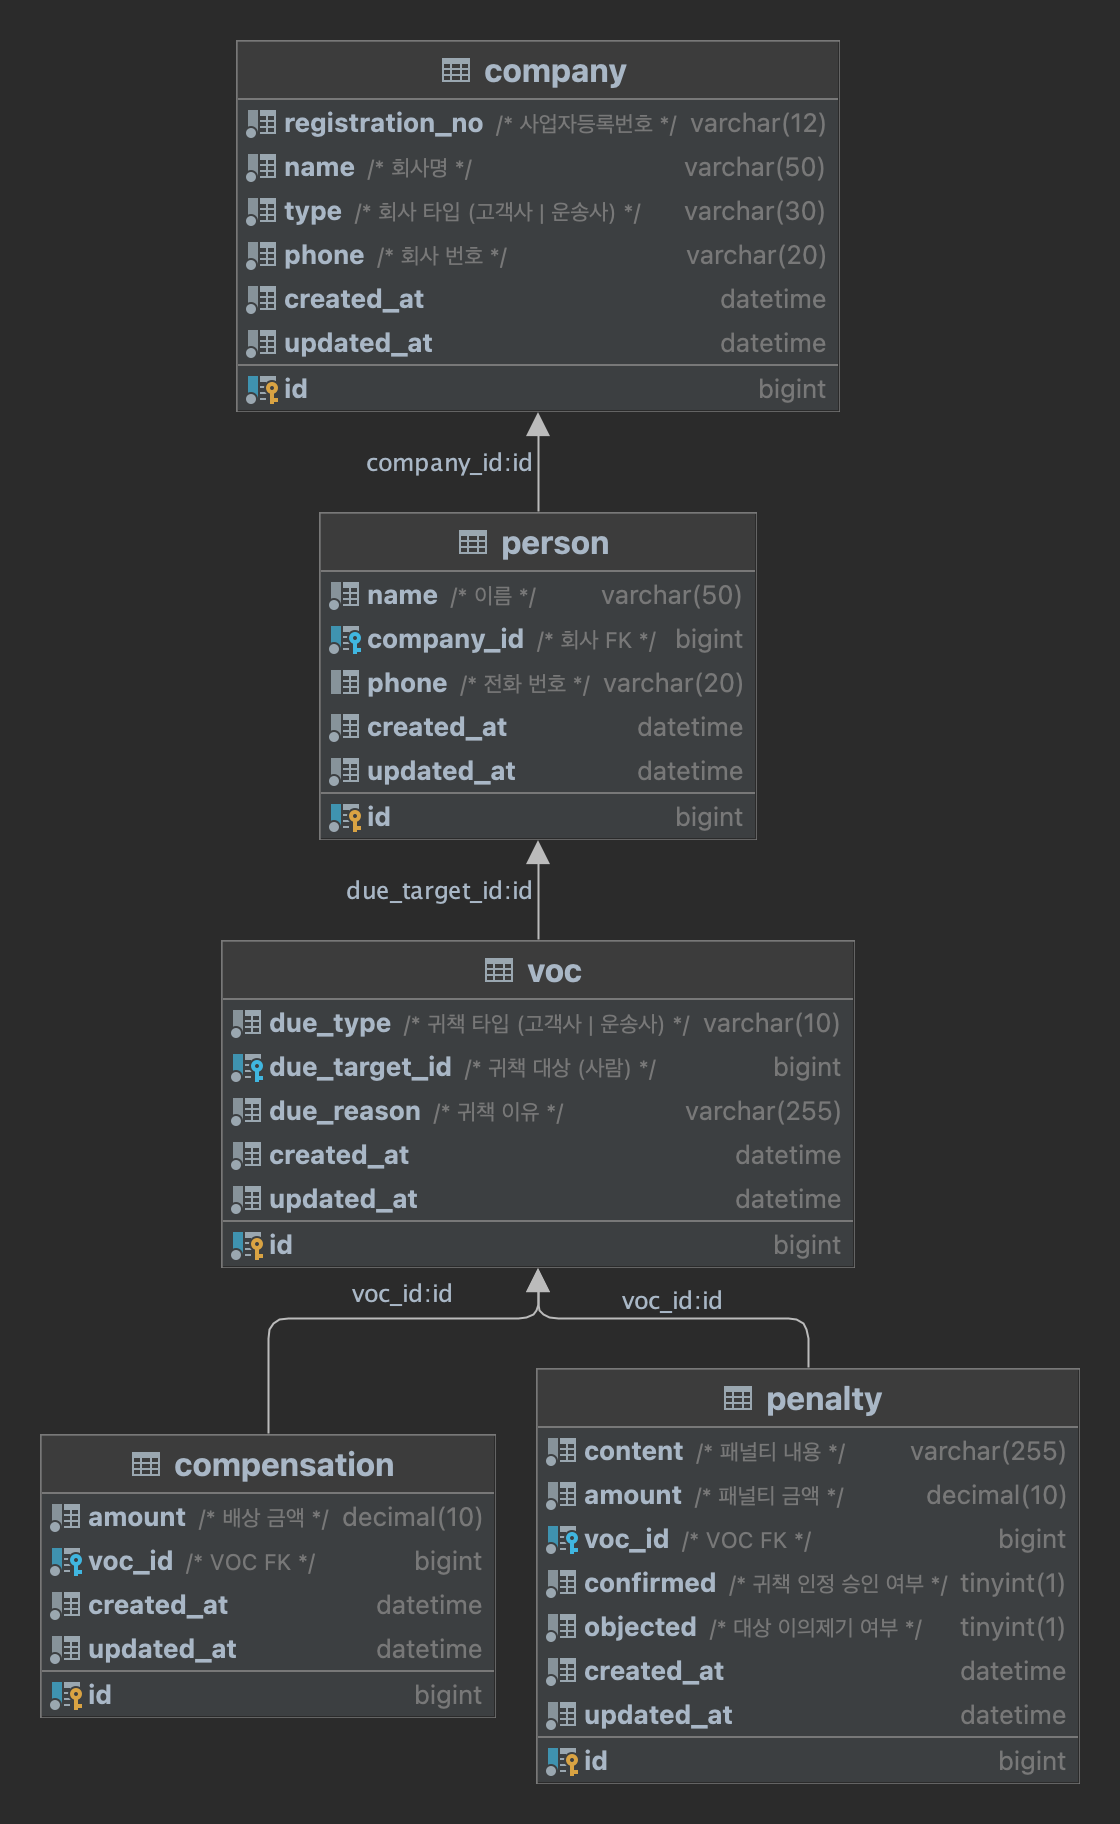 company
registration_no /* 사업자등록번호 */ varchar(12)
name /* 회사명 */ varchar(50)
type /* 회사 타입 (고객사 | 운송사) */ varchar(30)
phone /* 회사 번호 */ varchar(20)
created_at datetime
updated_at datetime
id bigint
company_id:id
person
name /* 이름 */ varchar(50)
company_id /* 회사 FK */ bigint
phone /* 전화 번호 */ varchar(20)
created_at datetime
updated_at datetime
id bigint
due_target_id:id
voc
due_type /* 귀책 타입 (고객사 | 운송사) */ varchar(10)
due_target_id /* 귀책 대상 (사람) */ bigint
due_reason /* 귀책 이유 */ varchar(255)
created_at datetime
updated_at datetime
id bigint
voc_id:id
voc_id:id
compensation
amount /* 배상 금액 */ decimal(10)
voc_id /* VOC FK */ bigint
created_at datetime
updated_at datetime
id bigint
penalty
content /* 패널티 내용 */ varchar(255)
amount /* 패널티 금액 */ decimal(10)
voc_id /* VOC FK */ bigint
confirmed /* 귀책 인정 승인 여부 */ tinyint(1)
objected /* 대상 이의제기 여부 */ tinyint(1)
created_at datetime
updated_at datetime
id bigint